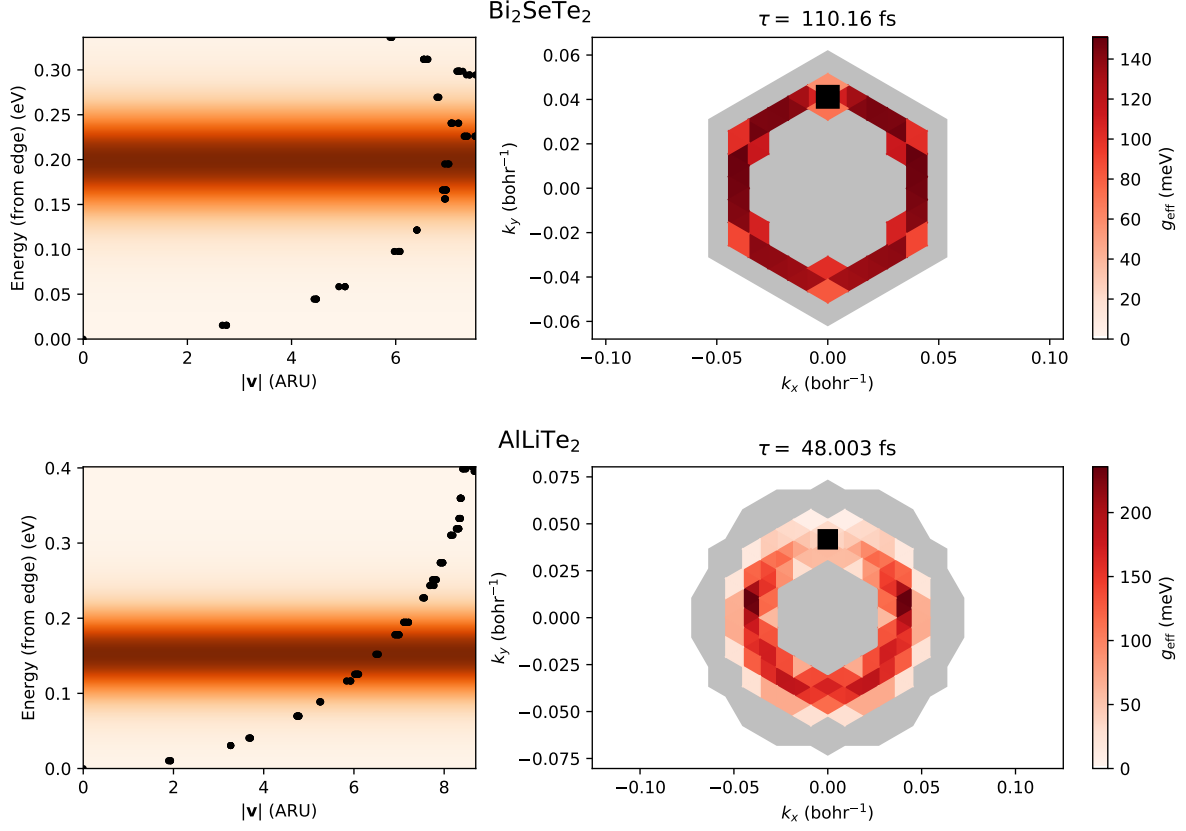 Bi₂SeTe₂
τ = 110.16 fs
Energy (from edge) (eV)
0.30
0.25
0.20
0.15
0.10
0.05
0.00
0 2 4 6
|v| (ARU)
k_y (bohr⁻¹)
0.06
0.04
0.02
0.00
−0.02
−0.04
−0.06
−0.10 −0.05 0.00 0.05 0.10
k_x (bohr⁻¹)
140
120
100
80
60
40
20
0
g_eff (meV)
AlLiTe₂
τ = 48.003 fs
Energy (from edge) (eV)
0.4
0.3
0.2
0.1
0.0
0 2 4 6 8
|v| (ARU)
k_y (bohr⁻¹)
0.075
0.050
0.025
0.000
−0.025
−0.050
−0.075
−0.10 −0.05 0.00 0.05 0.10
k_x (bohr⁻¹)
200
150
100
50
0
g_eff (meV)